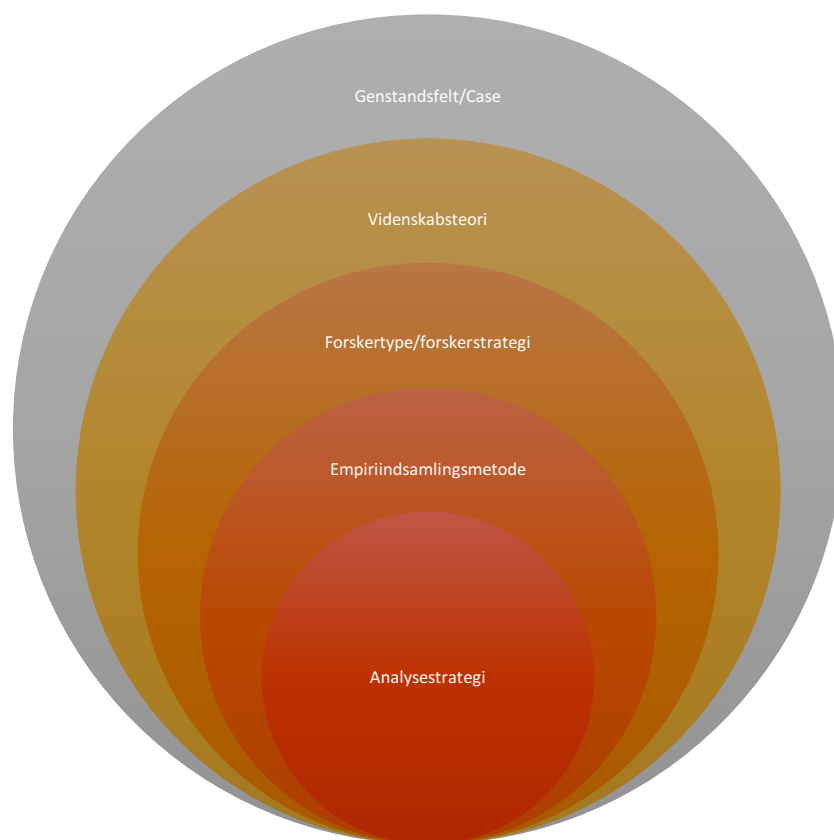 Genstandsfelt/Case
Videnskabsteori
Forskertype/forskerstrategi
Empiriindsamlingsmetode
Analysestrategi